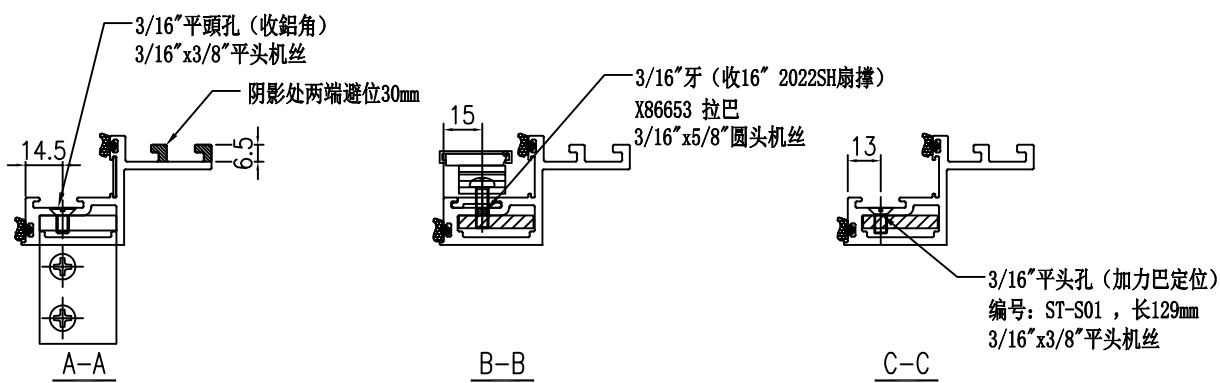 3/16"平頭孔（收鋁角）
3/16"x3/8"平头机丝
阴影处两端避位30mm
14.5
6.5
5
A-A
3/16"牙（收16" 2022SH扇撑）
X86653 拉巴
3/16"x5/8"圆头机丝
15
B-B
13
3/16"平头孔（加力巴定位）
编号：ST-S01 ，长129mm
3/16"x3/8"平头机丝
C-C